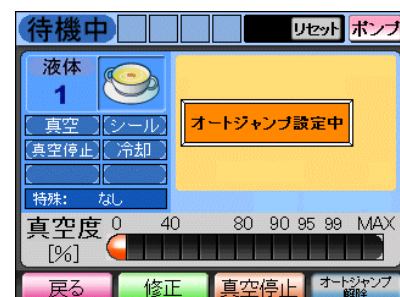 待機中 リセット ポンプ
液体
1
真空 シール
真空停止 冷却
特殊: なし
オートジャンプ設定中
真空度 0 40 80 90 95 99 MAX
[%]
戻る 修正 真空停止 オートジャンプ
解除